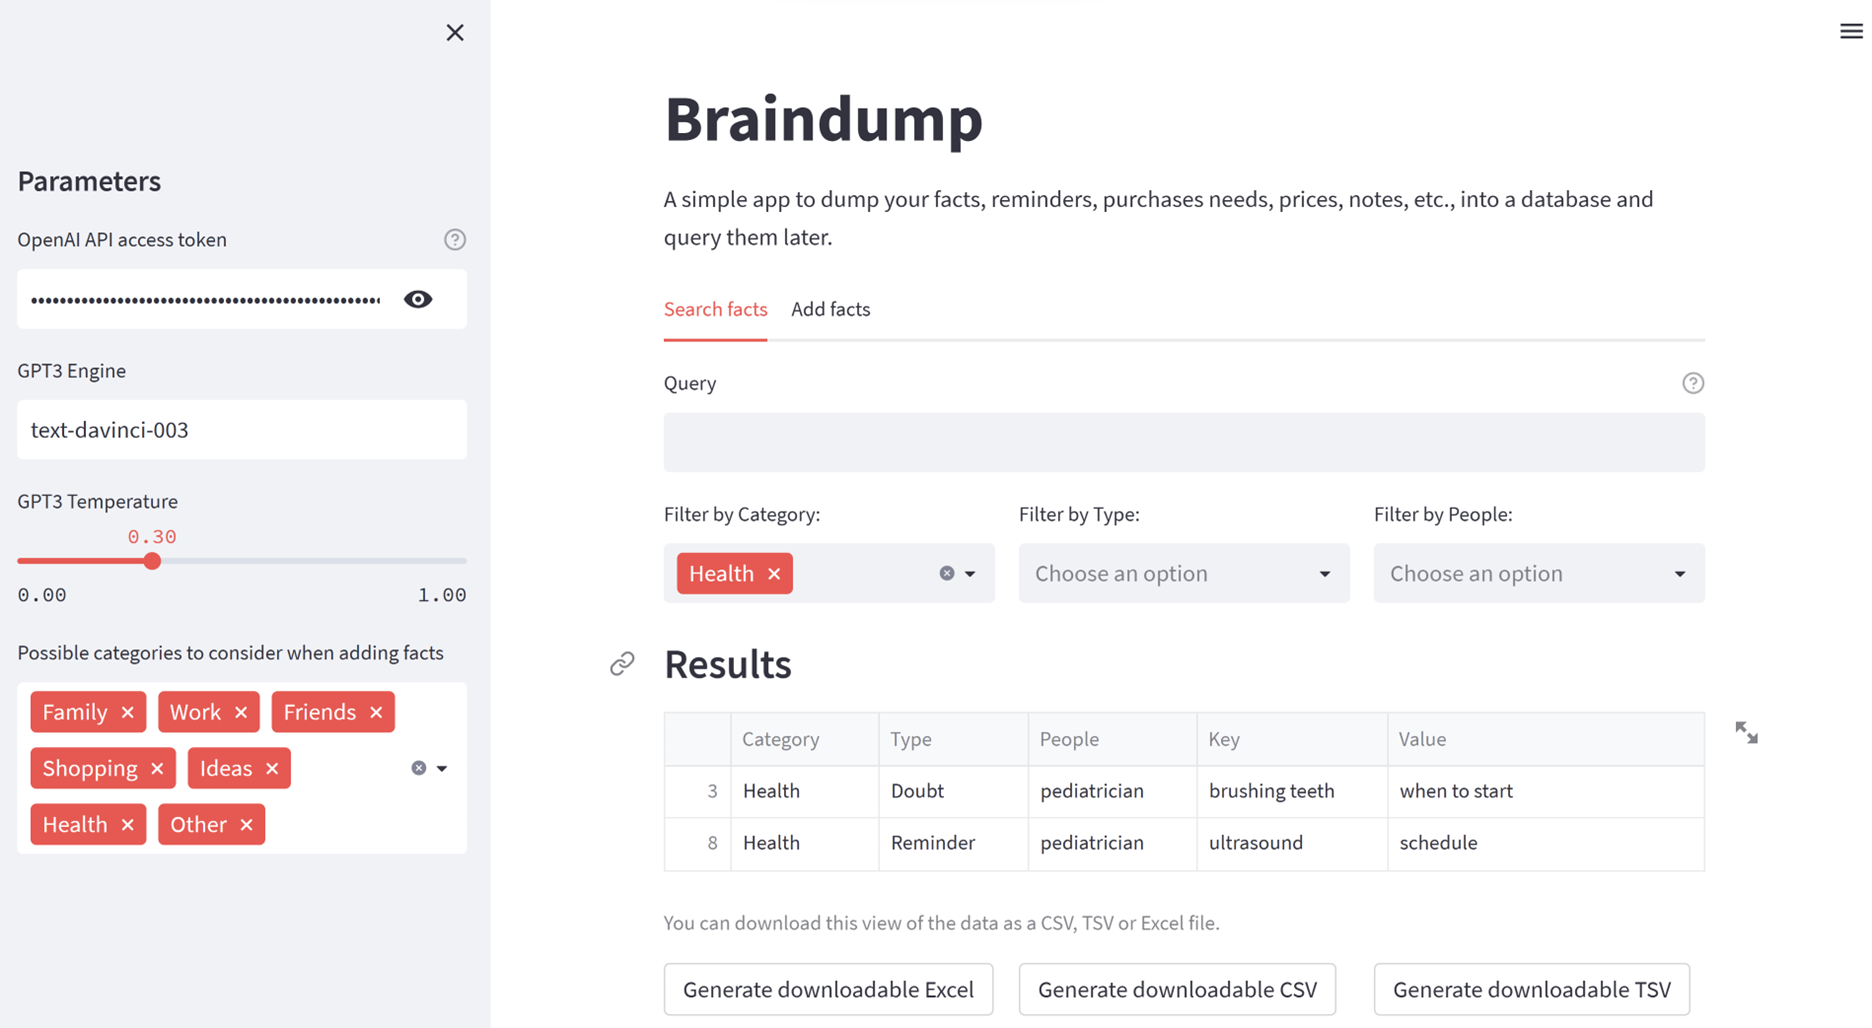 Parameters
OpenAI API access token
••••••••••••••••••••••••••••••••••••••••••••••••
GPT3 Engine
text-davinci-003
GPT3 Temperature
0.30
0.00 1.00
Possible categories to consider when adding facts
Family × Work × Friends ×
Shopping × Ideas ×
Health × Other ×
Braindump
A simple app to dump your facts, reminders, purchases needs, prices, notes, etc., into a database and
query them later.
Search facts Add facts
Query
Filter by Category: Filter by Type: Filter by People:
Health × Choose an option Choose an option
Results
Category Type People Key Value
3 Health Doubt pediatrician brushing teeth when to start
8 Health Reminder pediatrician ultrasound schedule
You can download this view of the data as a CSV, TSV or Excel file.
Generate downloadable Excel Generate downloadable CSV Generate downloadable TSV